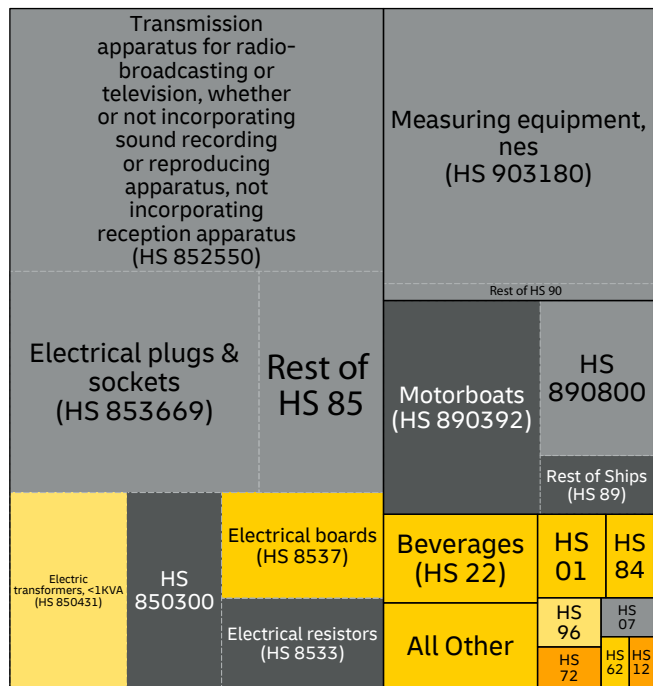 Transmission
apparatus for radio-
broadcasting or
television, whether
or not incorporating
sound recording
or reproducing
apparatus, not
incorporating
reception apparatus
(HS 852550)
Measuring equipment,
nes
(HS 903180)
Rest of HS 90
Electrical plugs &
sockets
(HS 853669)
Rest of
HS 85
Motorboats
(HS 890392)
HS
890800
Rest of Ships
(HS 89)
Electric
transformers, <1KVA
(HS 850431)
HS
850300
Electrical boards
(HS 8537)
Electrical resistors
(HS 8533)
Beverages
(HS 22)
HS
01
HS
84
All Other
HS
96
HS
07
HS
72
HS
62
HS
12